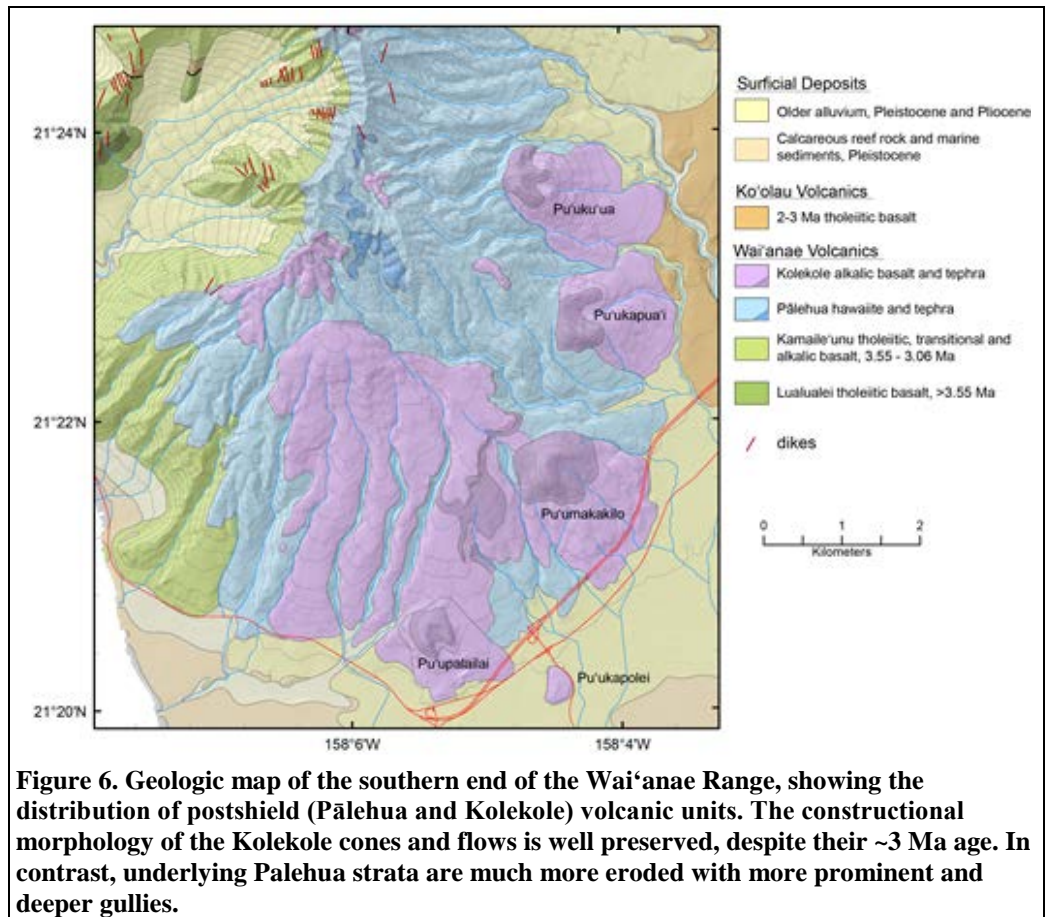 21°24'N
21°22'N
21°20'N
158°6'W
158°4'W
Pu'uku'ua
Pu'ukapua'i
Pu'umakakilo
Pu'upalailai
Pu'ukapolei
Surficial Deposits
Older alluvium, Pleistocene and Pliocene
Calcareous reef rock and marine
sediments, Pleistocene
Ko'olau Volcanics
2-3 Ma tholeiitic basalt
Wai'anae Volcanics
Kolekole alkalic basalt and tephra
Pālehua hawaiite and tephra
Kamaile'unu tholeiitic, transitional and
alkalic basalt, 3.55 - 3.06 Ma
Lualualei tholeiitic basalt, >3.55 Ma
dikes
0 1 2
Kilometers
Figure 6. Geologic map of the southern end of the Wai‘anae Range, showing the
distribution of postshield (Pālehua and Kolekole) volcanic units. The constructional
morphology of the Kolekole cones and flows is well preserved, despite their ~3 Ma age. In
contrast, underlying Palehua strata are much more eroded with more prominent and
deeper gullies.